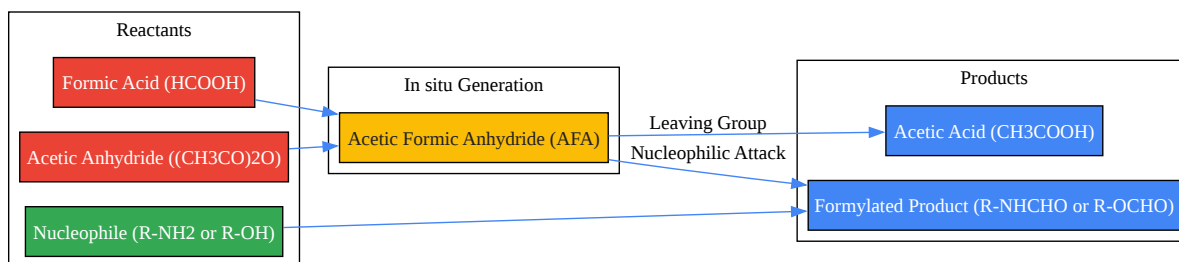 Reactants
Formic Acid (HCOOH)
Acetic Anhydride ((CH3CO)2O)
Nucleophile (R-NH2 or R-OH)
In situ Generation
Acetic Formic Anhydride (AFA)
Leaving Group
Nucleophilic Attack
Products
Acetic Acid (CH3COOH)
Formylated Product (R-NHCHO or R-OCHO)